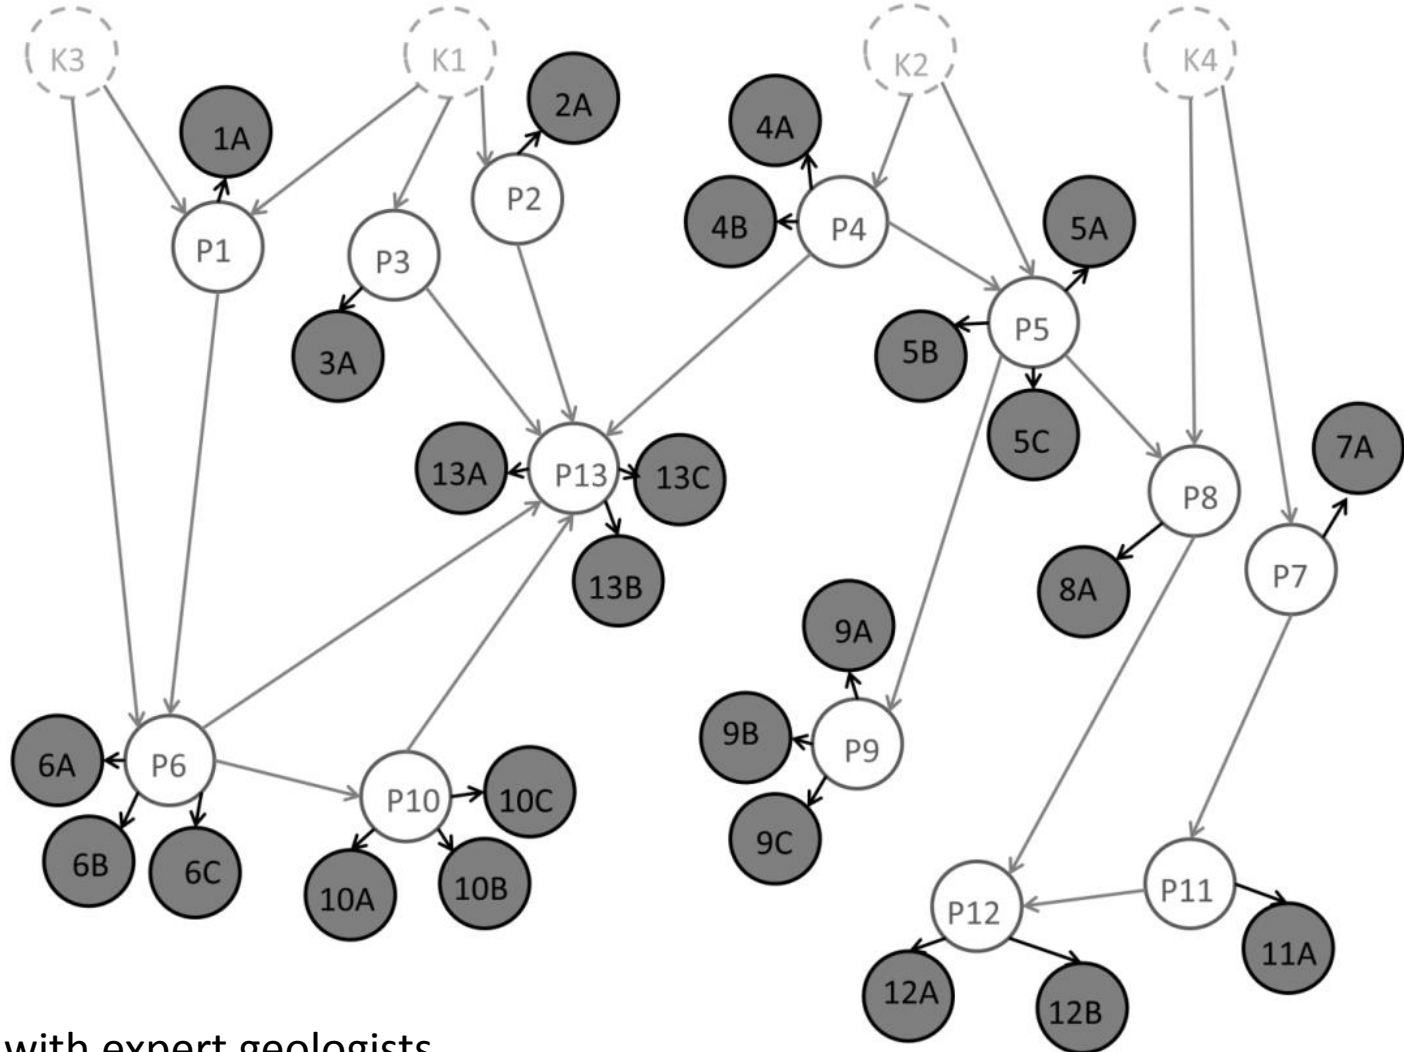 K3
K1
K2
K4
2A
4A
1A
P2
4B
P4
5A
P1
P3
P5
5B
3A
5C
7A
13A
P13
13C
P8
P7
13B
8A
9A
9B
P9
6A
P6
10C
P10
9C
6B
6C
10A
10B
P12
P11
11A
12A
12B
with expert geologists